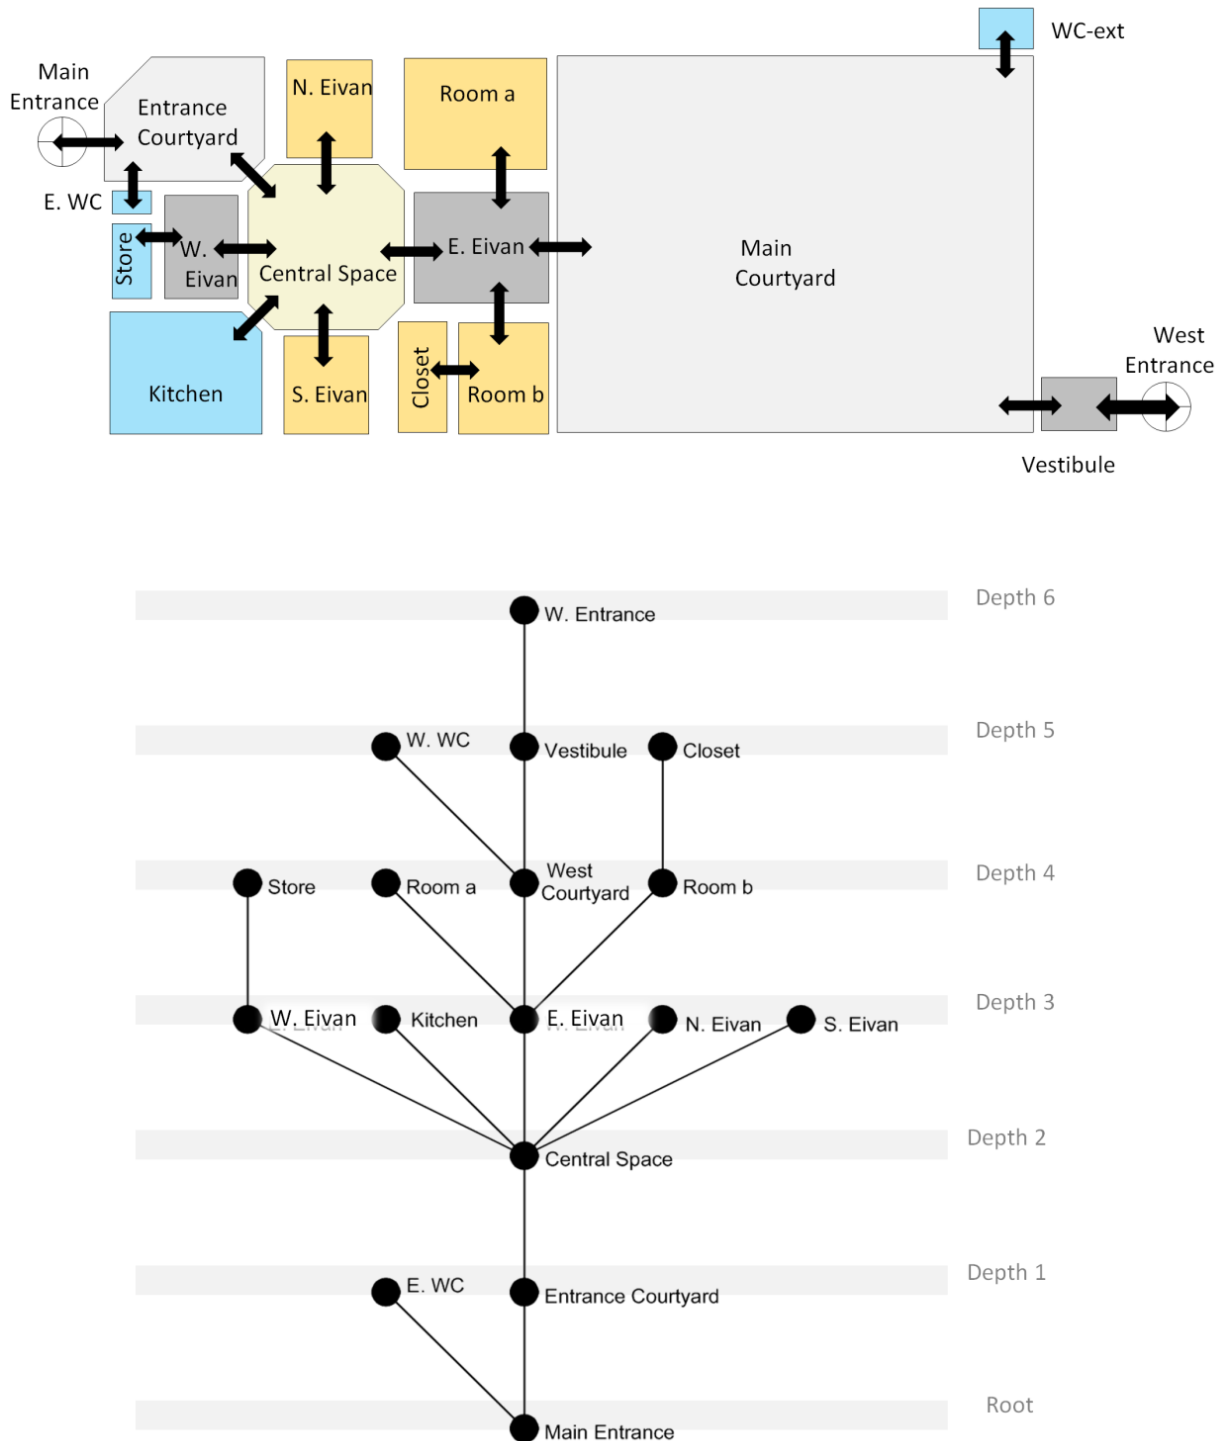 WC-ext
Main
Entrance
Entrance
Courtyard
N. Eivan
Room a
E. WC
Store
W.
Eivan
Central Space
E. Eivan
Main
Courtyard
Kitchen
S. Eivan
Closet
Room b
West
Entrance
Vestibule
W. Entrance
Depth 6
W. WC
Vestibule
Closet
Depth 5
Store
Room a
West
Courtyard
Room b
Depth 4
W. Eivan
Kitchen
E. Eivan
N. Eivan
S. Eivan
Depth 3
Central Space
Depth 2
E. WC
Entrance Courtyard
Depth 1
Main Entrance
Root